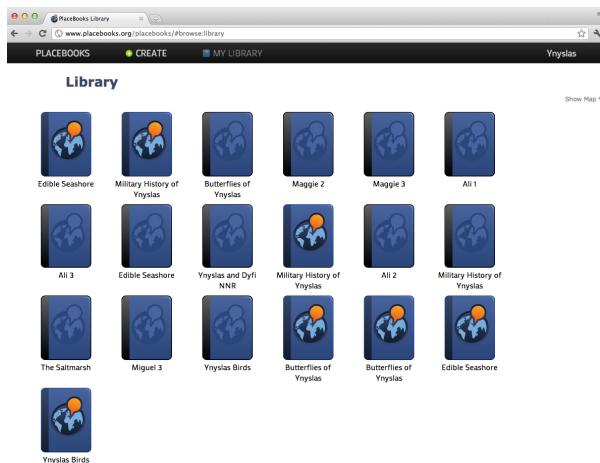 PlaceBooks Library
www.placebooks.org/placebooks/#browse:library
PLACEBOOKS CREATE MY LIBRARY Ynyslas
Library
Show Map
Edible Seashore
Military History of
Ynyslas
Butterflies of
Ynyslas
Maggie 2
Maggie 3
Ali 1
Ali 3
Edible Seashore
Ynyslas and Dyfi
NNR
Military History of
Ynyslas
Ali 2
Military History of
Ynyslas
The Saltmarsh
Miguel 3
Ynyslas Birds
Butterflies of
Ynyslas
Butterflies of
Ynyslas
Edible Seashore
Ynyslas Birds